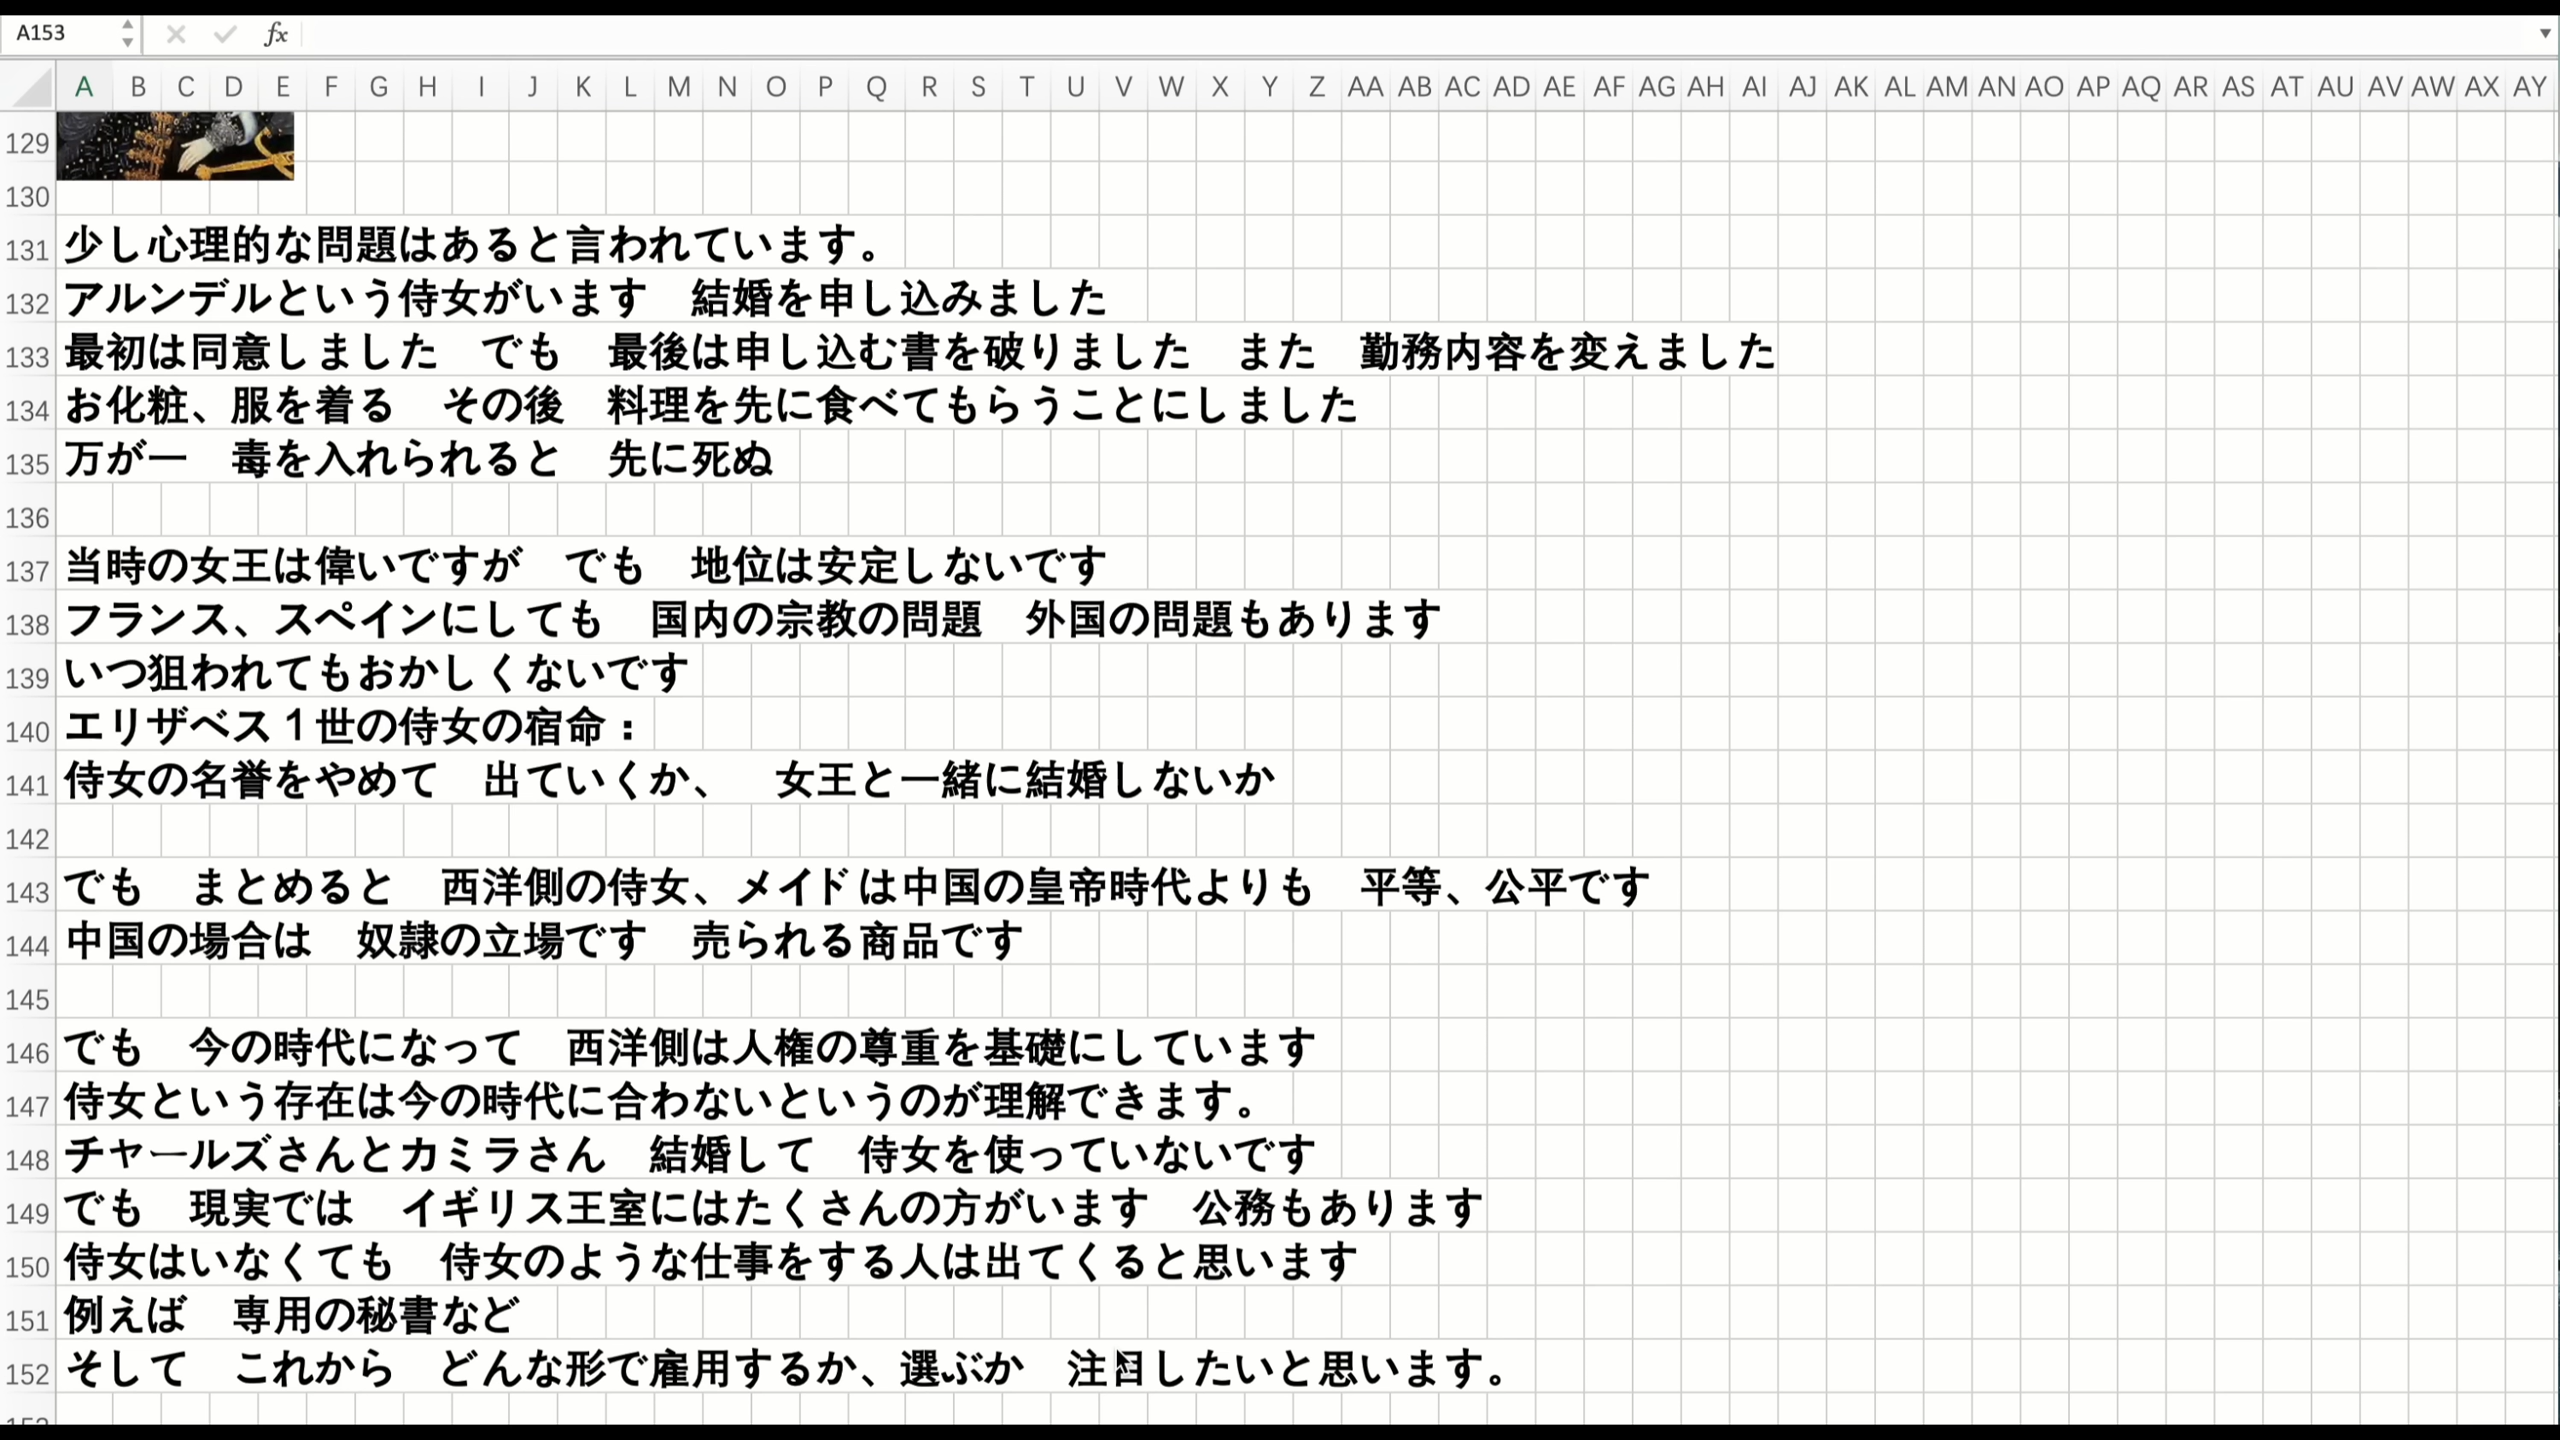 A153
fx
A B C D E F G H I J K L M N O P Q R S T U V W X Y Z AA AB AC AD AE AF AG AH AI AJ AK AL AM AN AO AP AQ AR AS AT AU AV AW AX AY
129
130
131 少し心理的な問題はあると言われています。
132 アルンデルという侍女がいます　結婚を申し込みました
133 最初は同意しました　でも　最後は申し込む書を破りました　また　勤務内容を変えました
134 お化粧、服を着る　その後　料理を先に食べてもらうことにしました
135 万が一　毒を入れられると　先に死ぬ
136
137 当時の女王は偉いですが　でも　地位は安定しないです
138 フランス、スペインにしても　国内の宗教の問題　外国の問題もあります
139 いつ狙われてもおかしくないです
140 エリザベス１世の侍女の宿命：
141 侍女の名誉をやめて　出ていくか、　女王と一緒に結婚しないか
142
143 でも　まとめると　西洋側の侍女、メイドは中国の皇帝時代よりも　平等、公平です
144 中国の場合は　奴隷の立場です　売られる商品です
145
146 でも　今の時代になって　西洋側は人権の尊重を基礎にしています
147 侍女という存在は今の時代に合わないというのが理解できます。
148 チャールズさんとカミラさん　結婚して　侍女を使っていないです
149 でも　現実では　イギリス王室にはたくさんの方がいます　公務もあります
150 侍女はいなくても　侍女のような仕事をする人は出てくると思います
151 例えば　専用の秘書など
152 そして　これから　どんな形で雇用するか、選ぶか　注目したいと思います。